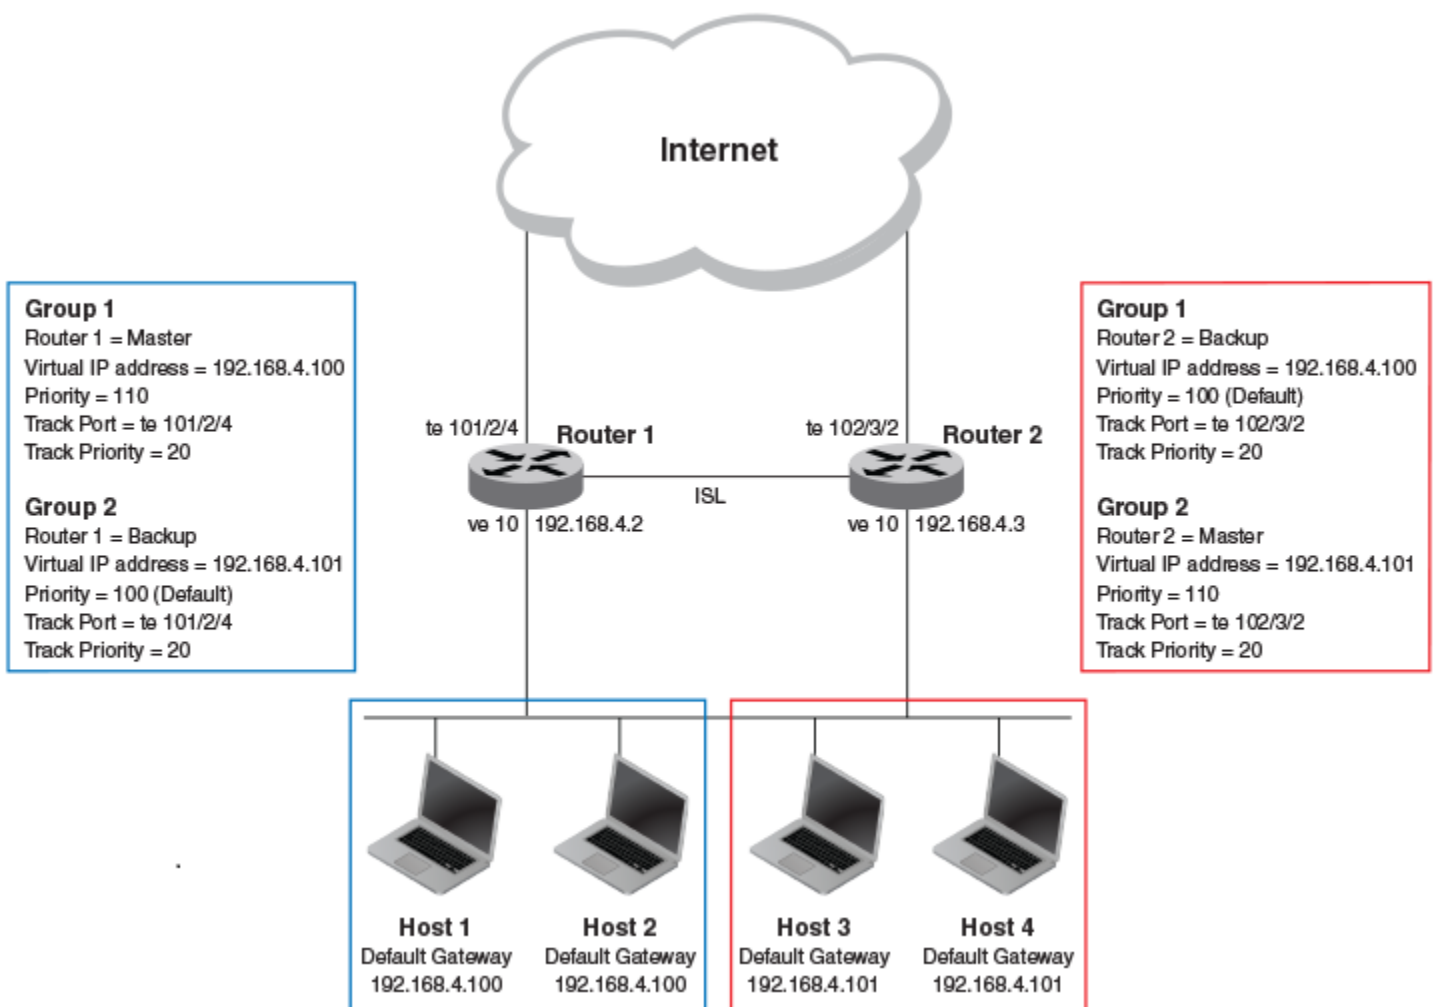 Internet
Group 1
Router 1 = Master
Virtual IP address = 192.168.4.100
Priority = 110
Track Port = te 101/2/4
Track Priority = 20
Group 2
Router 1 = Backup
Virtual IP address = 192.168.4.101
Priority = 100 (Default)
Track Port = te 101/2/4
Track Priority = 20
te 101/2/4
Router 1
te 102/3/2
Router 2
ISL
ve 10
192.168.4.2
ve 10
192.168.4.3
Group 1
Router 2 = Backup
Virtual IP address = 192.168.4.100
Priority = 100 (Default)
Track Port = te 102/3/2
Track Priority = 20
Group 2
Router 2 = Master
Virtual IP address = 192.168.4.101
Priority = 110
Track Port = te 102/3/2
Track Priority = 20
Host 1
Default Gateway
192.168.4.100
Host 2
Default Gateway
192.168.4.100
Host 3
Default Gateway
192.168.4.101
Host 4
Default Gateway
192.168.4.101